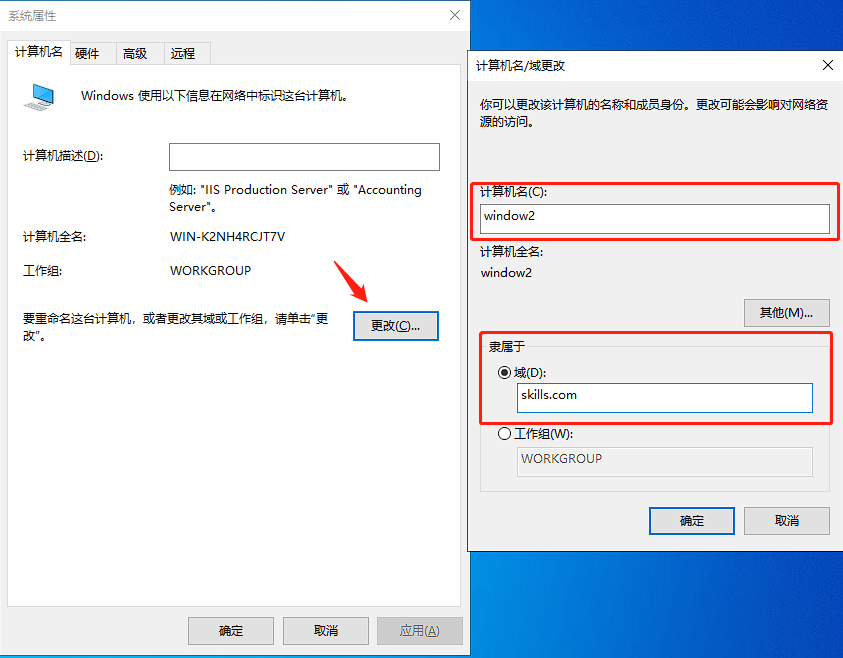 系统属性
计算机名
硬件
高级
远程
Windows 使用以下信息在网络中标识这台计算机。
计算机描述(D):
例如: "IIS Production Server" 或 "Accounting
Server"。
计算机全名:
WIN-K2NH4RCJT7V
工作组:
WORKGROUP
要重命名这台计算机，或者更改其域或工作组，请单击"更
改"。
更改(C)...
确定
取消
应用(A)
计算机名/域更改
你可以更改该计算机的名称和成员身份。更改可能会影响对网络资
源的访问。
计算机名(C):
window2
计算机全名:
window2
其他(M)...
隶属于
域(D):
skills.com
工作组(W):
WORKGROUP
确定
取消